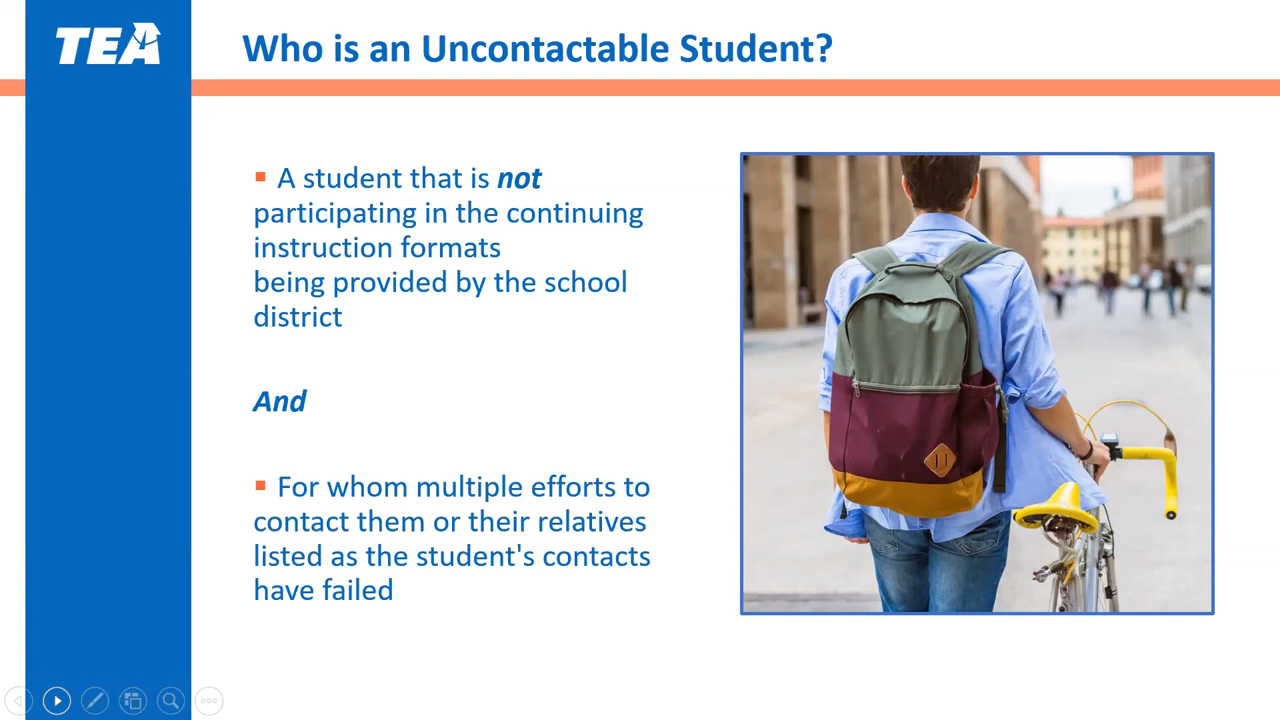 TEA
Who is an Uncontactable Student?
▪ A student that is not
participating in the continuing
instruction formats
being provided by the school
district
And
▪ For whom multiple efforts to
contact them or their relatives
listed as the student's contacts
have failed